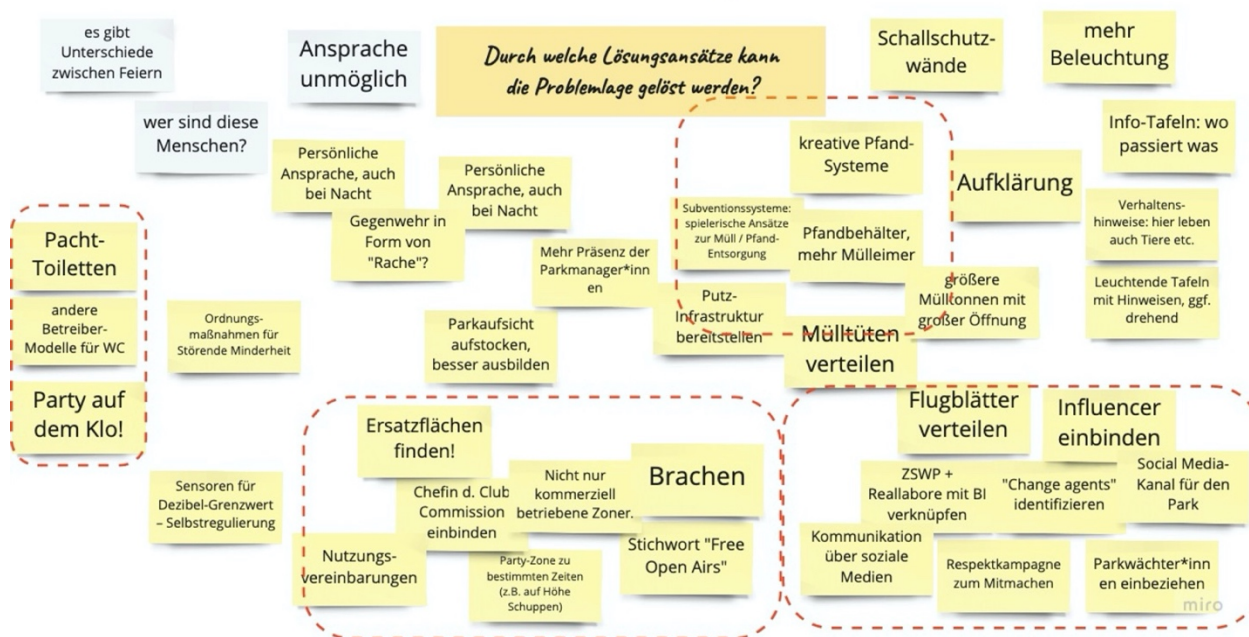 es gibt
Unterschiede
zwischen Feiern
Ansprache
unmöglich
Durch welche Lösungsansätze kann
die Problemlage gelöst werden?
Schallschutz-
wände
mehr
Beleuchtung
wer sind diese
Menschen?
Info-Tafeln: wo
passiert was
Persönliche
Ansprache, auch
bei Nacht
Persönliche
Ansprache, auch
bei Nacht
kreative Pfand-
Systeme
Aufklärung
Gegenwehr in
Form von
"Rache"?
Subventionssysteme:
spielerische Ansätze
zur Müll / Pfand-
Entsorgung
Pfandbehälter,
mehr Mülleimer
Verhaltens-
hinweise: hier leben
auch Tiere etc.
Pacht-
Toiletten
Mehr Präsenz der
Parkmanager*inn
en
größere
Mülltonnen mit
großer Öffnung
Leuchtende Tafeln
mit Hinweisen, ggf.
drehend
andere
Betreiber-
Modelle für WC
Ordnungs-
maßnahmen für
Störende Minderheit
Parkaufsicht
aufstocken,
besser ausbilden
Putz-
Infrastruktur
bereitstellen
Mülltüten
verteilen
Party auf
dem Klo!
Ersatzflächen
finden!
Flugblätter
verteilen
Influencer
einbinden
Sensoren für
Dezibel-Grenzwert
– Selbstregulierung
Chefin d. Club
Commission
einbinden
Nicht nur
kommerziell
betriebene Zoner.
Brachen
ZSWP +
Reallabore mit BI
verknüpfen
"Change agents"
identifizieren
Social Media-
Kanal für den
Park
Nutzungs-
vereinbarungen
Party-Zone zu
bestimmten Zeiten
(z.B. auf Höhe
Schuppen)
Stichwort "Free
Open Airs"
Kommunikation
über soziale
Medien
Respektkampagne
zum Mitmachen
Parkwächter*inn
en einbeziehen
miro